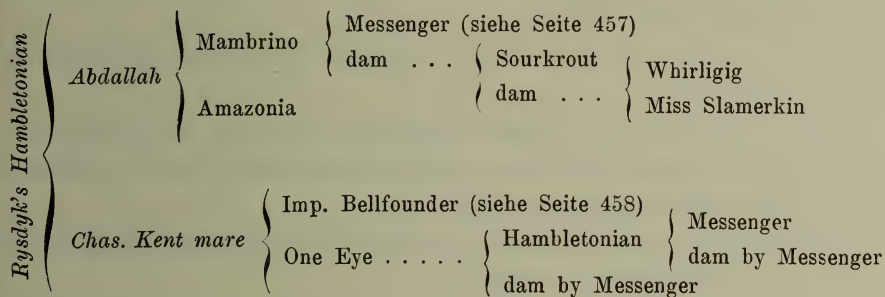 Rysdyk's Hambletonian
Abdallah
Mambrino
Messenger (siehe Seite 457)
dam . . .
Sourkrout
dam . . .
Whirligig
Miss Slamerkin
Amazonia
Chas. Kent mare
Imp. Bellfounder (siehe Seite 458)
One Eye . . . . .
Hambletonian
Messenger
dam by Messenger
dam by Messenger